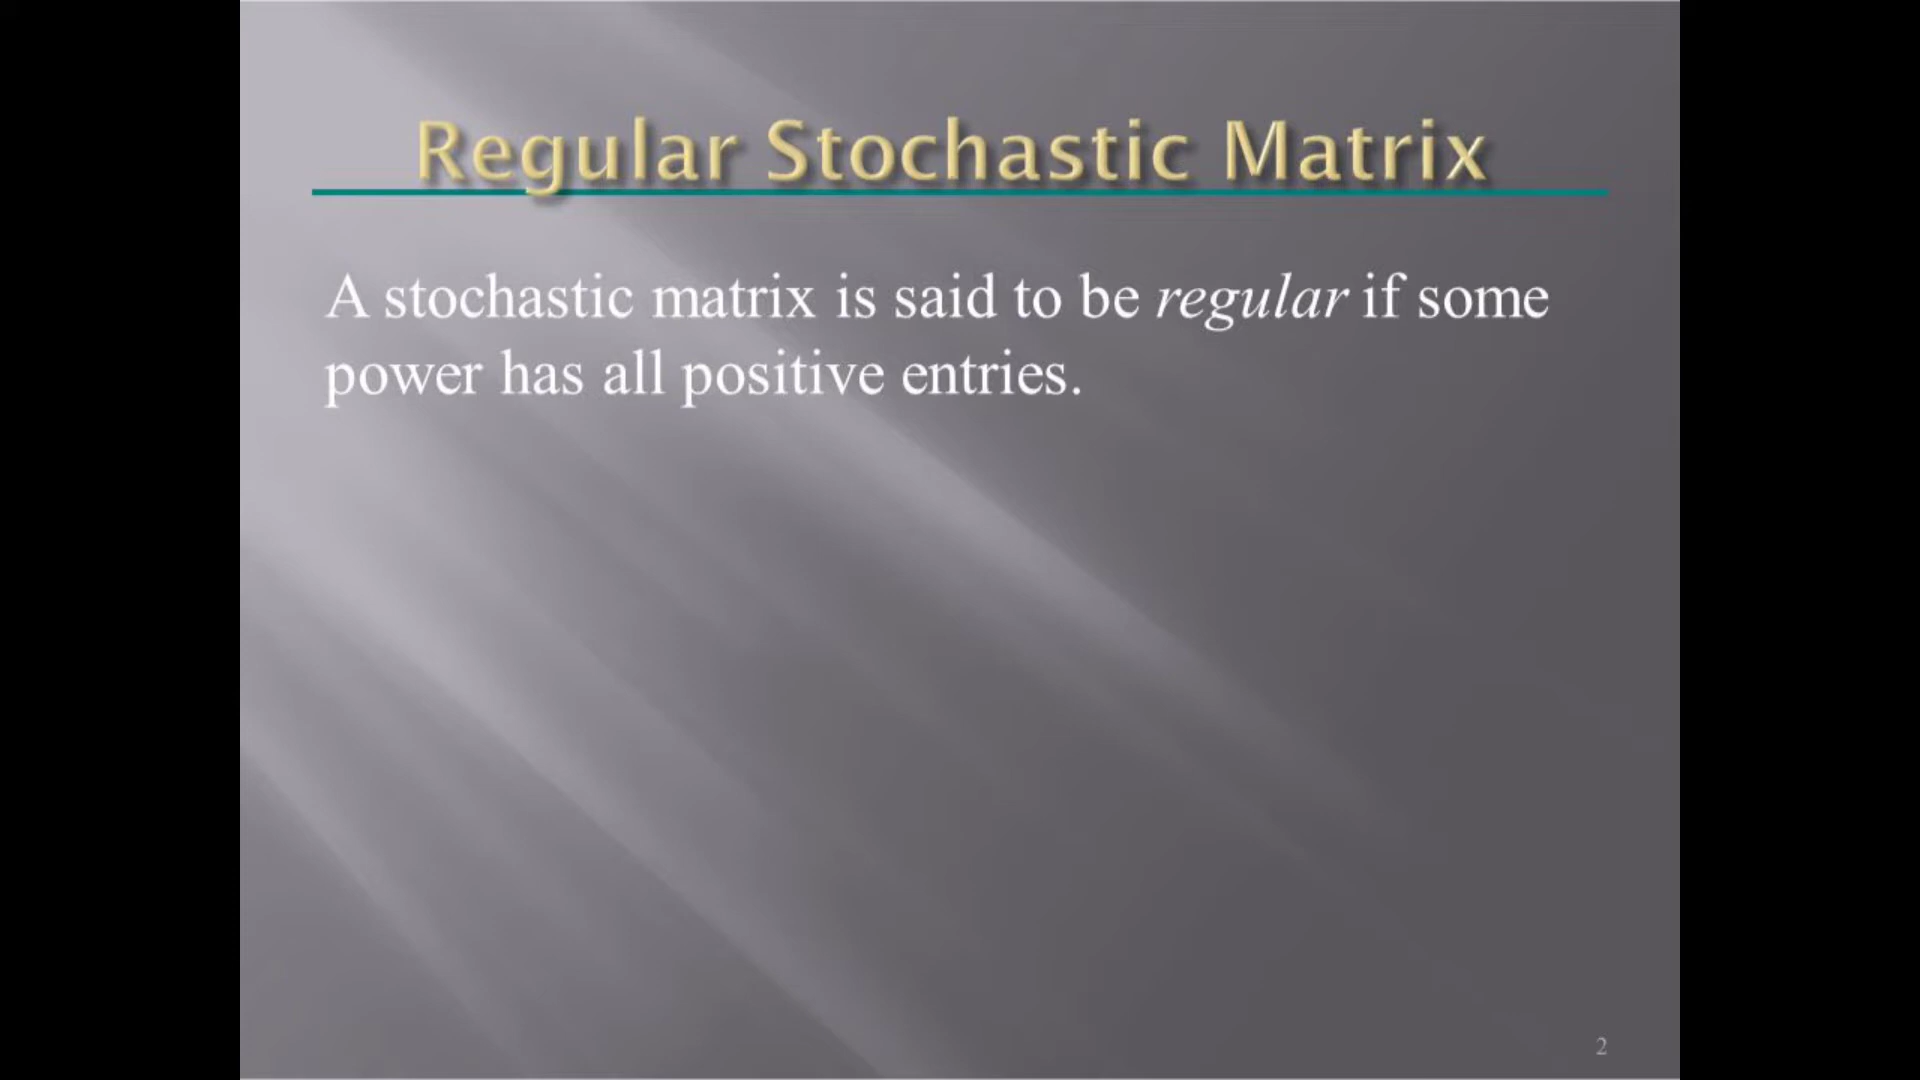 Regular Stochastic Matrix
A stochastic matrix is said to be regular if some
power has all positive entries.
2